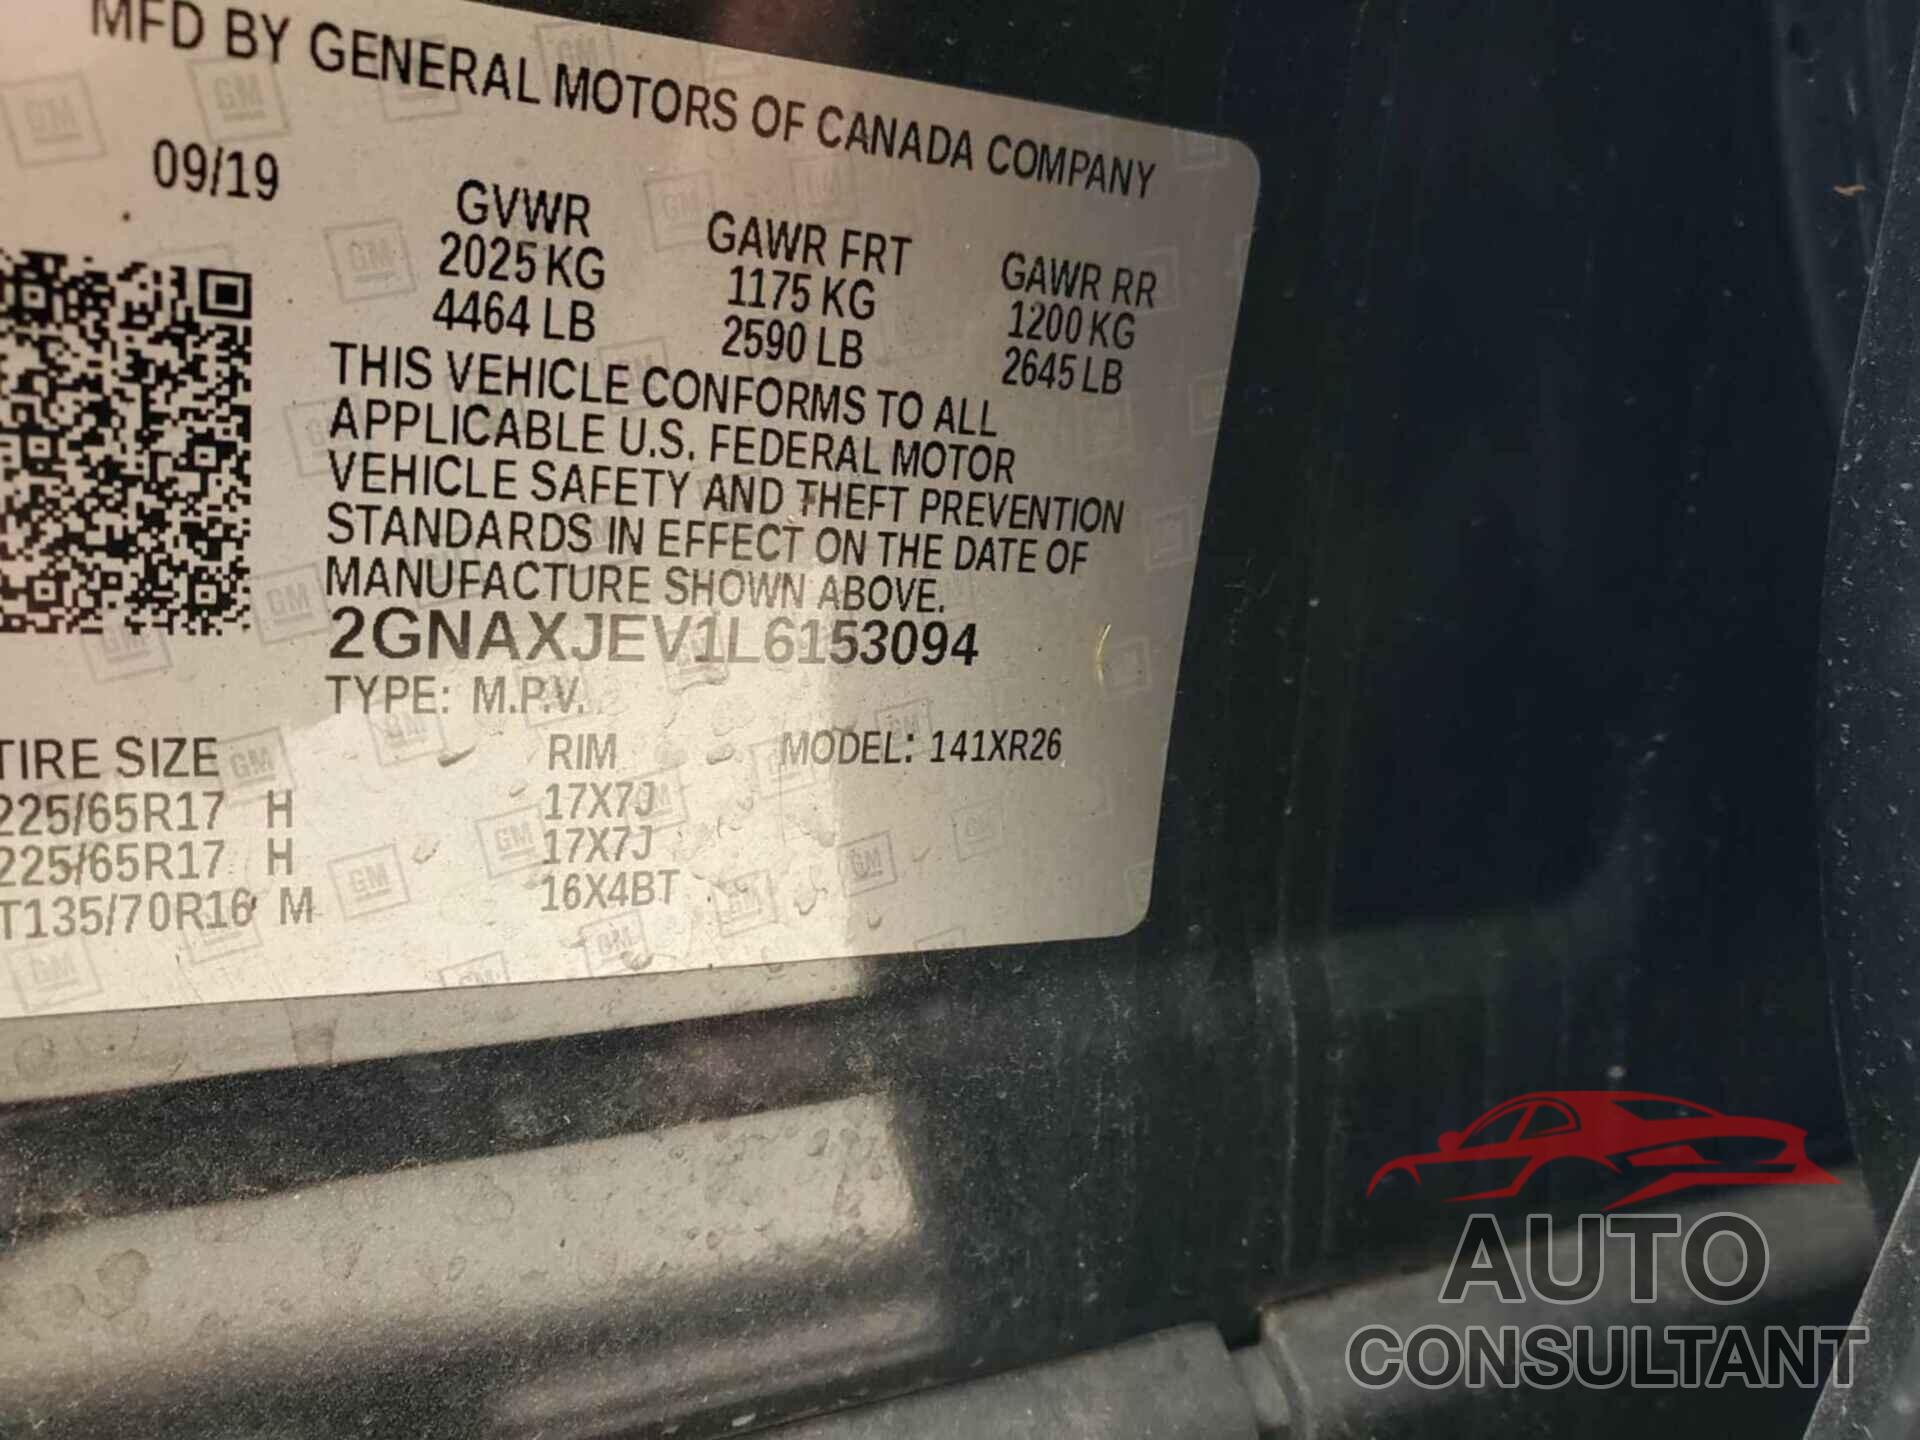 MFD BY GENERAL MOTORS OF CANADA COMPANY
09/19
GVWR GAWR FRT GAWR RR
2025 KG 1175 KG 1200 KG
4464 LB 2590 LB 2645 LB
THIS VEHICLE CONFORMS TO ALL
APPLICABLE U.S. FEDERAL MOTOR
VEHICLE SAFETY AND THEFT PREVENTION
STANDARDS IN EFFECT ON THE DATE OF
MANUFACTURE SHOWN ABOVE.
2GNAXJEV1L6153094
TYPE: M.P.V.
TIRE SIZE RIM MODEL: 141XR26
225/65R17 H 17X7J
225/65R17 H 17X7J
T135/70R16 M 16X4BT
AUTO
CONSULTANT